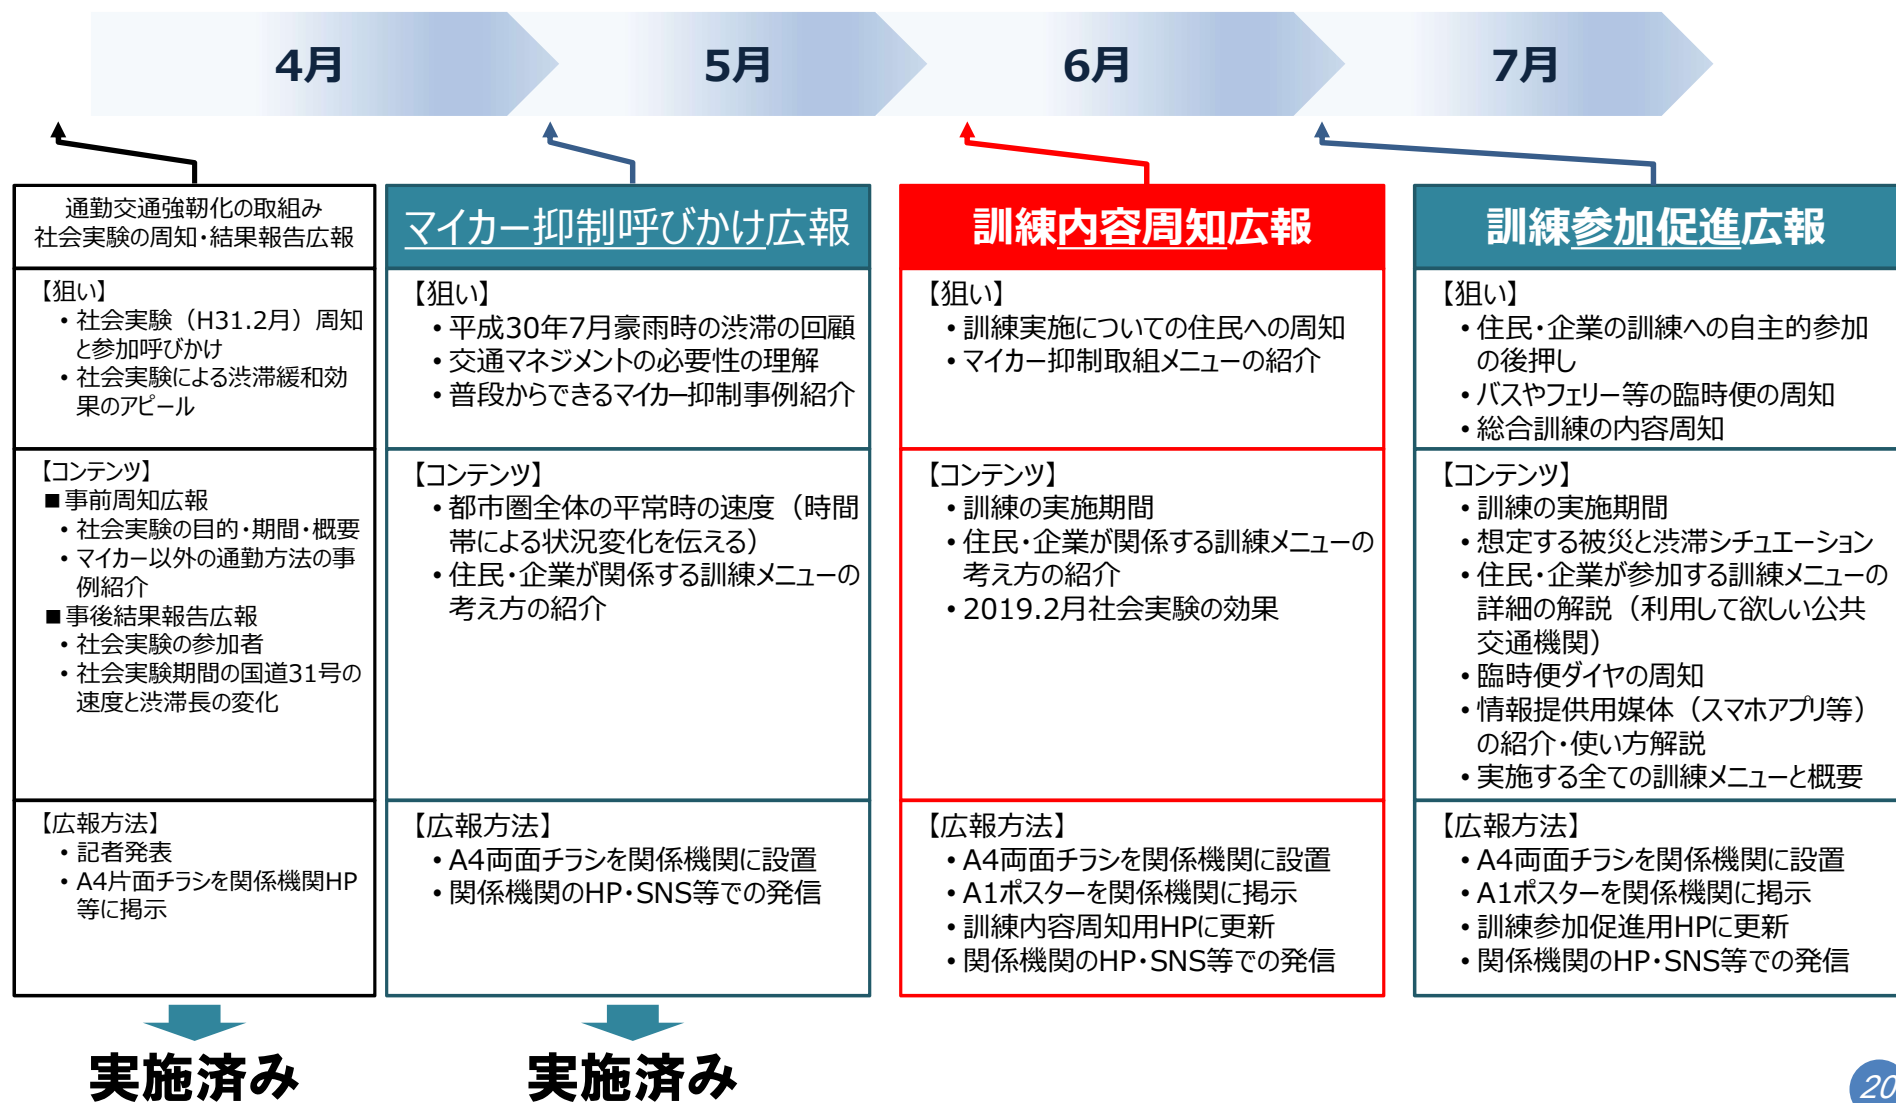 4月
5月
6月
7月
通勤交通強靭化の取組み
社会実験の周知・結果報告広報
【狙い】
・社会実験（H31.2月）周知
と参加呼びかけ
・社会実験による渋滞緩和効
果のアピール
【コンテンツ】
■事前周知広報
・社会実験の目的・期間・概要
・マイカー以外の通勤方法の事
例紹介
■事後結果報告広報
・社会実験の参加者
・社会実験期間の国道31号の
速度と渋滞長の変化
【広報方法】
・記者発表
・A4片面チラシを関係機関HP
等に掲示
実施済み
マイカー抑制呼びかけ広報
【狙い】
・平成30年7月豪雨時の渋滞の回顧
・交通マネジメントの必要性の理解
・普段からできるマイカー抑制事例紹介
【コンテンツ】
・都市圏全体の平常時の速度（時間
帯による状況変化を伝える）
・住民・企業が関係する訓練メニューの
考え方の紹介
【広報方法】
・A4両面チラシを関係機関に設置
・関係機関のHP・SNS等での発信
実施済み
訓練内容周知広報
【狙い】
・訓練実施についての住民への周知
・マイカー抑制取組メニューの紹介
【コンテンツ】
・訓練の実施期間
・住民・企業が関係する訓練メニューの
考え方の紹介
・2019.2月社会実験の効果
【広報方法】
・A4両面チラシを関係機関に設置
・A1ポスターを関係機関に掲示
・訓練内容周知用HPに更新
・関係機関のHP・SNS等での発信
訓練参加促進広報
【狙い】
・住民・企業の訓練への自主的参加
の後押し
・バスやフェリー等の臨時便の周知
・総合訓練の内容周知
【コンテンツ】
・訓練の実施期間
・想定する被災と渋滞シチュエーション
・住民・企業が参加する訓練メニューの
詳細の解説（利用して欲しい公共
交通機関）
・臨時便ダイヤの周知
・情報提供用媒体（スマホアプリ等）
の紹介・使い方解説
・実施する全ての訓練メニューと概要
【広報方法】
・A4両面チラシを関係機関に設置
・A1ポスターを関係機関に掲示
・訓練参加促進用HPに更新
・関係機関のHP・SNS等での発信
20